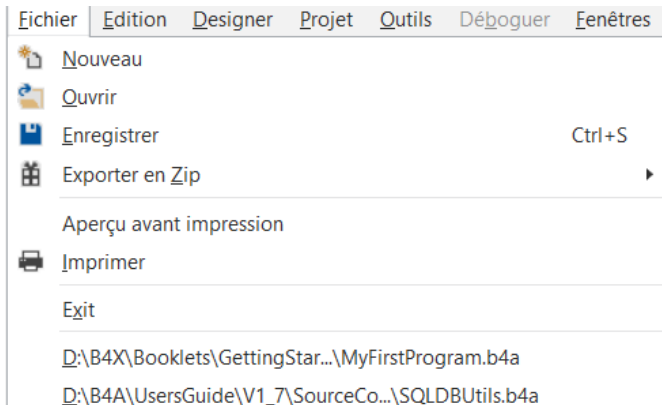 Fichier Edition Designer Projet Outils Déboguer Fenêtres
Nouveau
Ouvrir
Enregistrer Ctrl+S
Exporter en Zip
Aperçu avant impression
Imprimer
Exit
D:\B4X\Booklets\GettingStar...\MyFirstProgram.b4a
D:\B4A\UsersGuide\V1_7\SourceCo...\SQLDBUtils.b4a